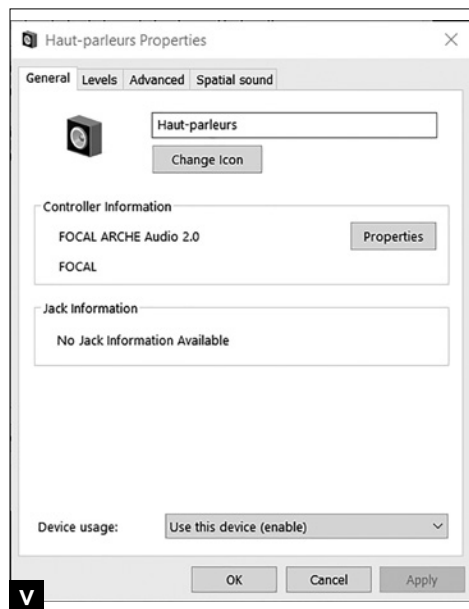 Haut-parleurs Properties
General Levels Advanced Spatial sound
Haut-parleurs
Change Icon
Controller Information
FOCAL ARCHE Audio 2.0
Properties
FOCAL
Jack Information
No Jack Information Available
Device usage:
Use this device (enable)
OK Cancel Apply
V